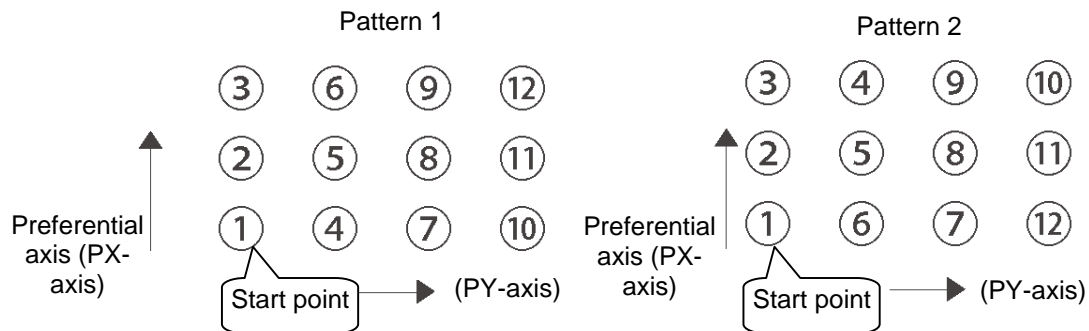 Pattern 1
3 6 9 12
2 5 8 11
1 4 7 10
Preferential
axis (PX-
axis)
Start point
(PY-axis)
Pattern 2
3 4 9 10
2 5 8 11
1 6 7 12
Preferential
axis (PX-
axis)
Start point
(PY-axis)